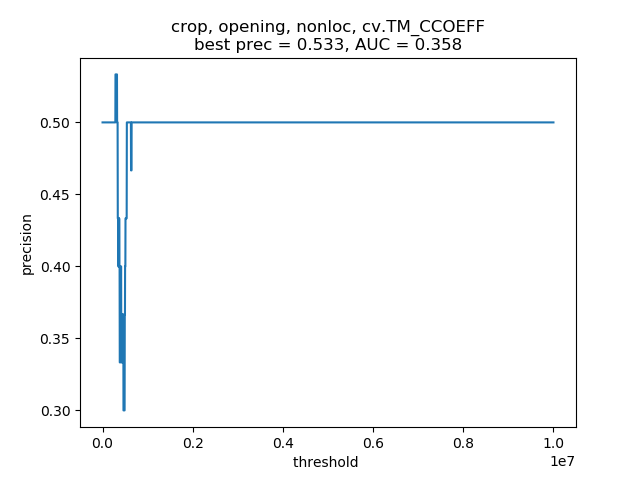 crop, opening, nonloc, cv.TM_CCOEFF
best prec = 0.533, AUC = 0.358
precision
0.50
0.45
0.40
0.35
0.30
0.0 0.2 0.4 0.6 0.8 1.0
1e7
threshold